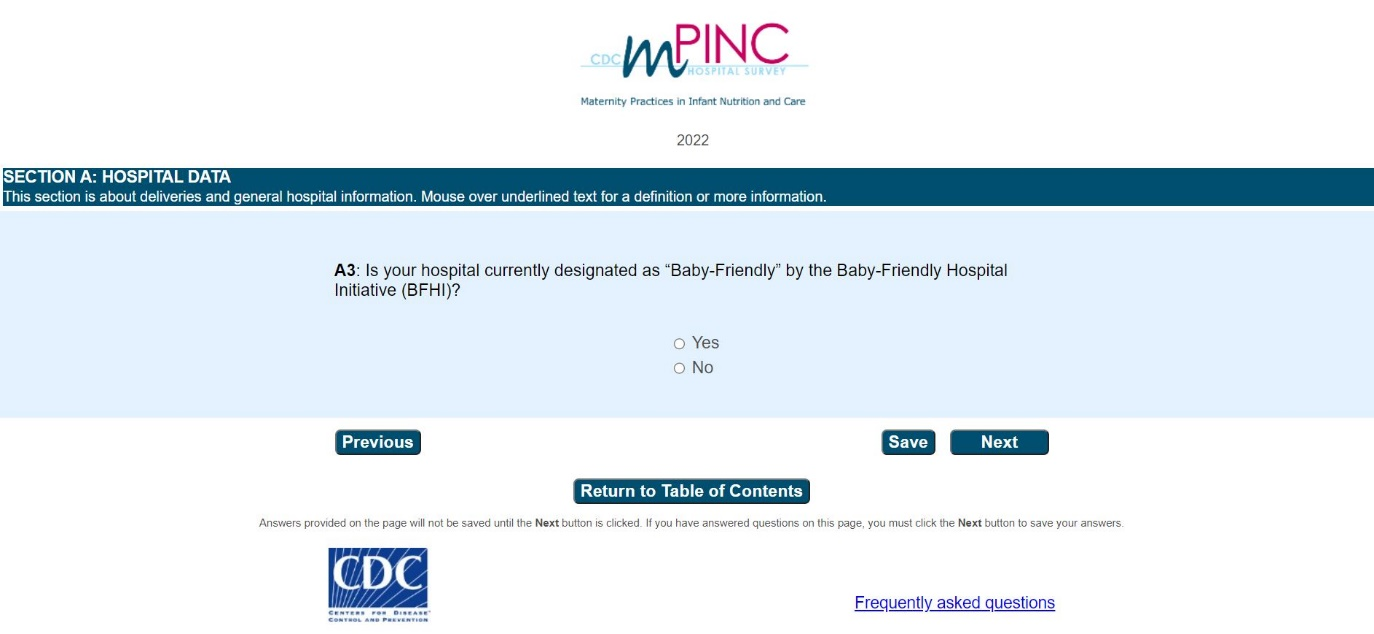 CDC mPINC
HOSPITAL SURVEY
Maternity Practices in Infant Nutrition and Care
2022
SECTION A: HOSPITAL DATA
This section is about deliveries and general hospital information. Mouse over underlined text for a definition or more information.
A3: Is your hospital currently designated as “Baby-Friendly” by the Baby-Friendly Hospital
Initiative (BFHI)?
Yes
No
Previous
Save
Next
Return to Table of Contents
Answers provided on the page will not be saved until the Next button is clicked. If you have answered questions on this page, you must click the Next button to save your answers.
CDC
CENTERS FOR DISEASE
CONTROL AND PREVENTION
Frequently asked questions